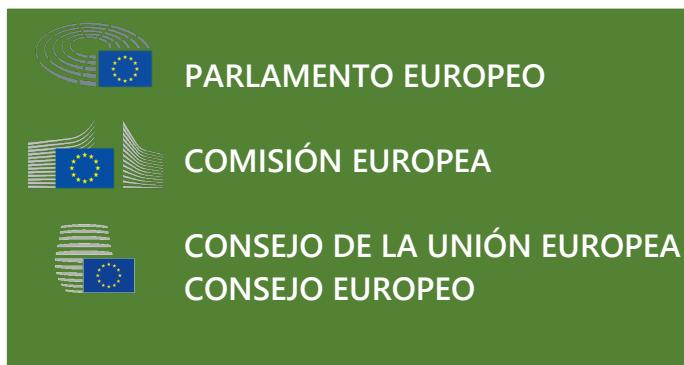 PARLAMENTO EUROPEO
COMISIÓN EUROPEA
CONSEJO DE LA UNIÓN EUROPEA
CONSEJO EUROPEO